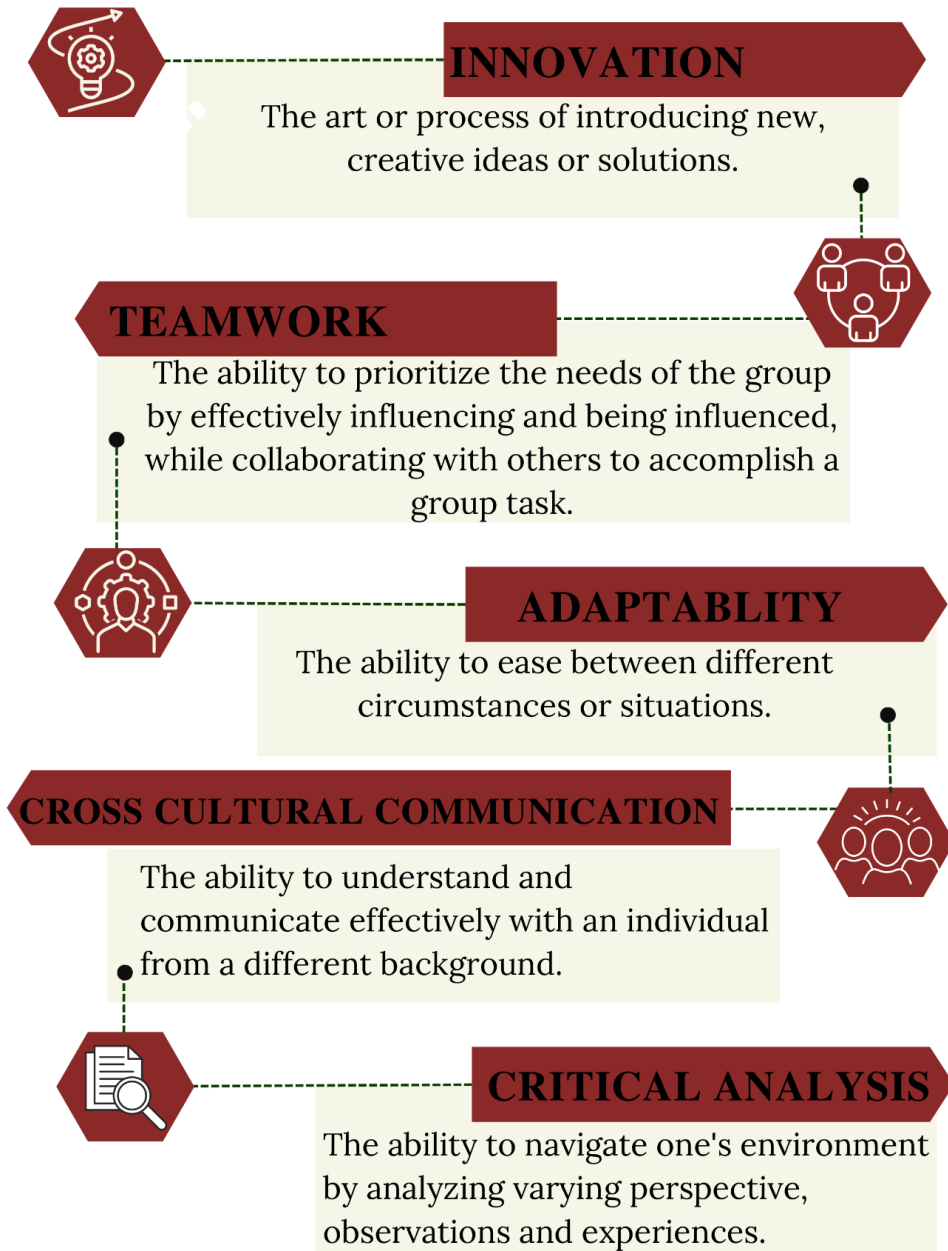 INNOVATION
The art or process of introducing new,
creative ideas or solutions.
TEAMWORK
The ability to prioritize the needs of the group
by effectively influencing and being influenced,
while collaborating with others to accomplish a
group task.
ADAPTABLITY
The ability to ease between different
circumstances or situations.
CROSS CULTURAL COMMUNICATION
The ability to understand and
communicate effectively with an individual
from a different background.
CRITICAL ANALYSIS
The ability to navigate one's environment
by analyzing varying perspective,
observations and experiences.